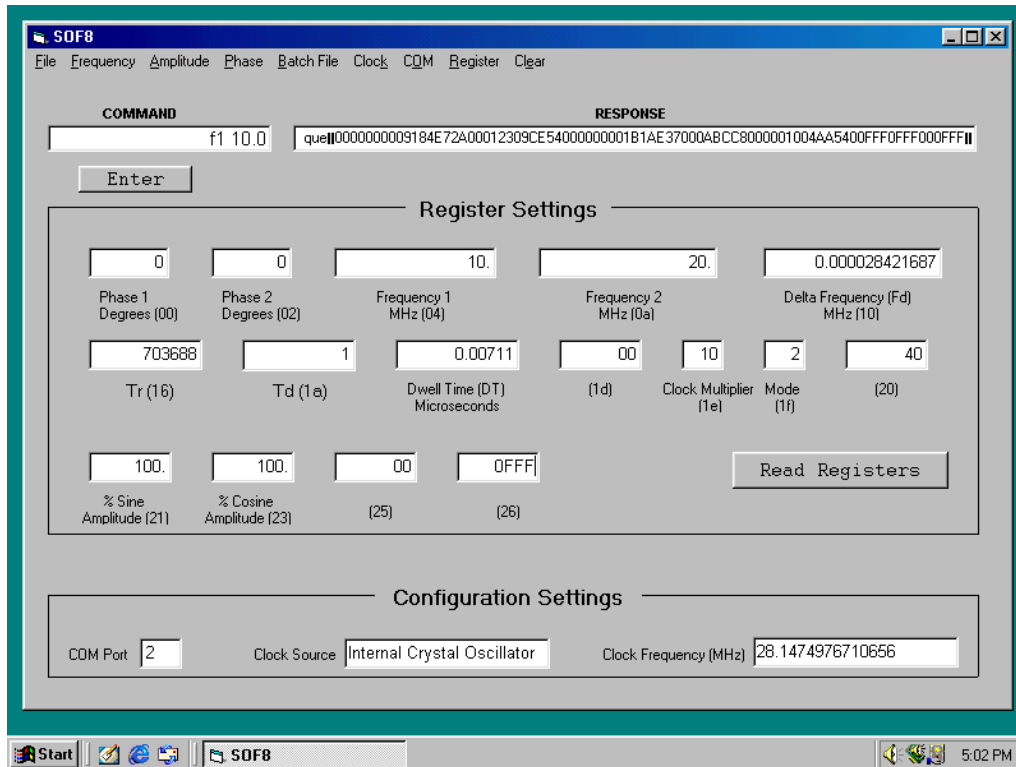 SOF8
File Frequency Amplitude Phase Batch File Clock COM Register Clear
COMMAND RESPONSE
f1 10.0 que||0000000009184E72A00012309CE54000000001B1AE37000ABCC8000001004AA5400FFF0FFF000FFF||
Enter
Register Settings
0 0 10. 20. 0.000028421687
Phase 1 Phase 2 Frequency 1 Frequency 2 Delta Frequency (Fd)
Degrees (00) Degrees (02) MHz (04) MHz (0a) MHz (10)
703688 1 0.00711 00 10 2 40
Tr (16) Td (1a) Dwell Time (DT) (1d) Clock Multiplier Mode (20)
Microseconds (1e) (1f)
100. 100. 00 0FFF
Read Registers
% Sine % Cosine (25) (26)
Amplitude (21) Amplitude (23)
Configuration Settings
COM Port 2 Clock Source Internal Crystal Oscillator Clock Frequency (MHz) 28.1474976710656
Start SOF8 5:02 PM